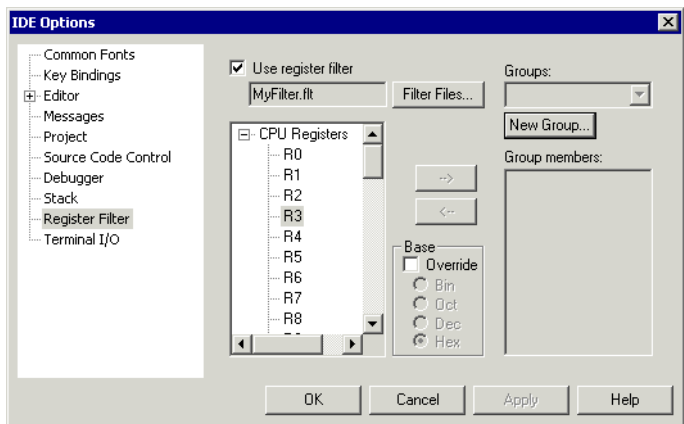 IDE Options
Common Fonts
Key Bindings
Editor
Messages
Project
Source Code Control
Debugger
Stack
Register Filter
Terminal I/O
Use register filter
MyFilter.flt
Filter Files...
CPU Registers
R0
R1
R2
R3
R4
R5
R6
R7
R8
-->
<--
Base
Override
Bin
Oct
Dec
Hex
Groups:
New Group...
Group members:
OK
Cancel
Apply
Help